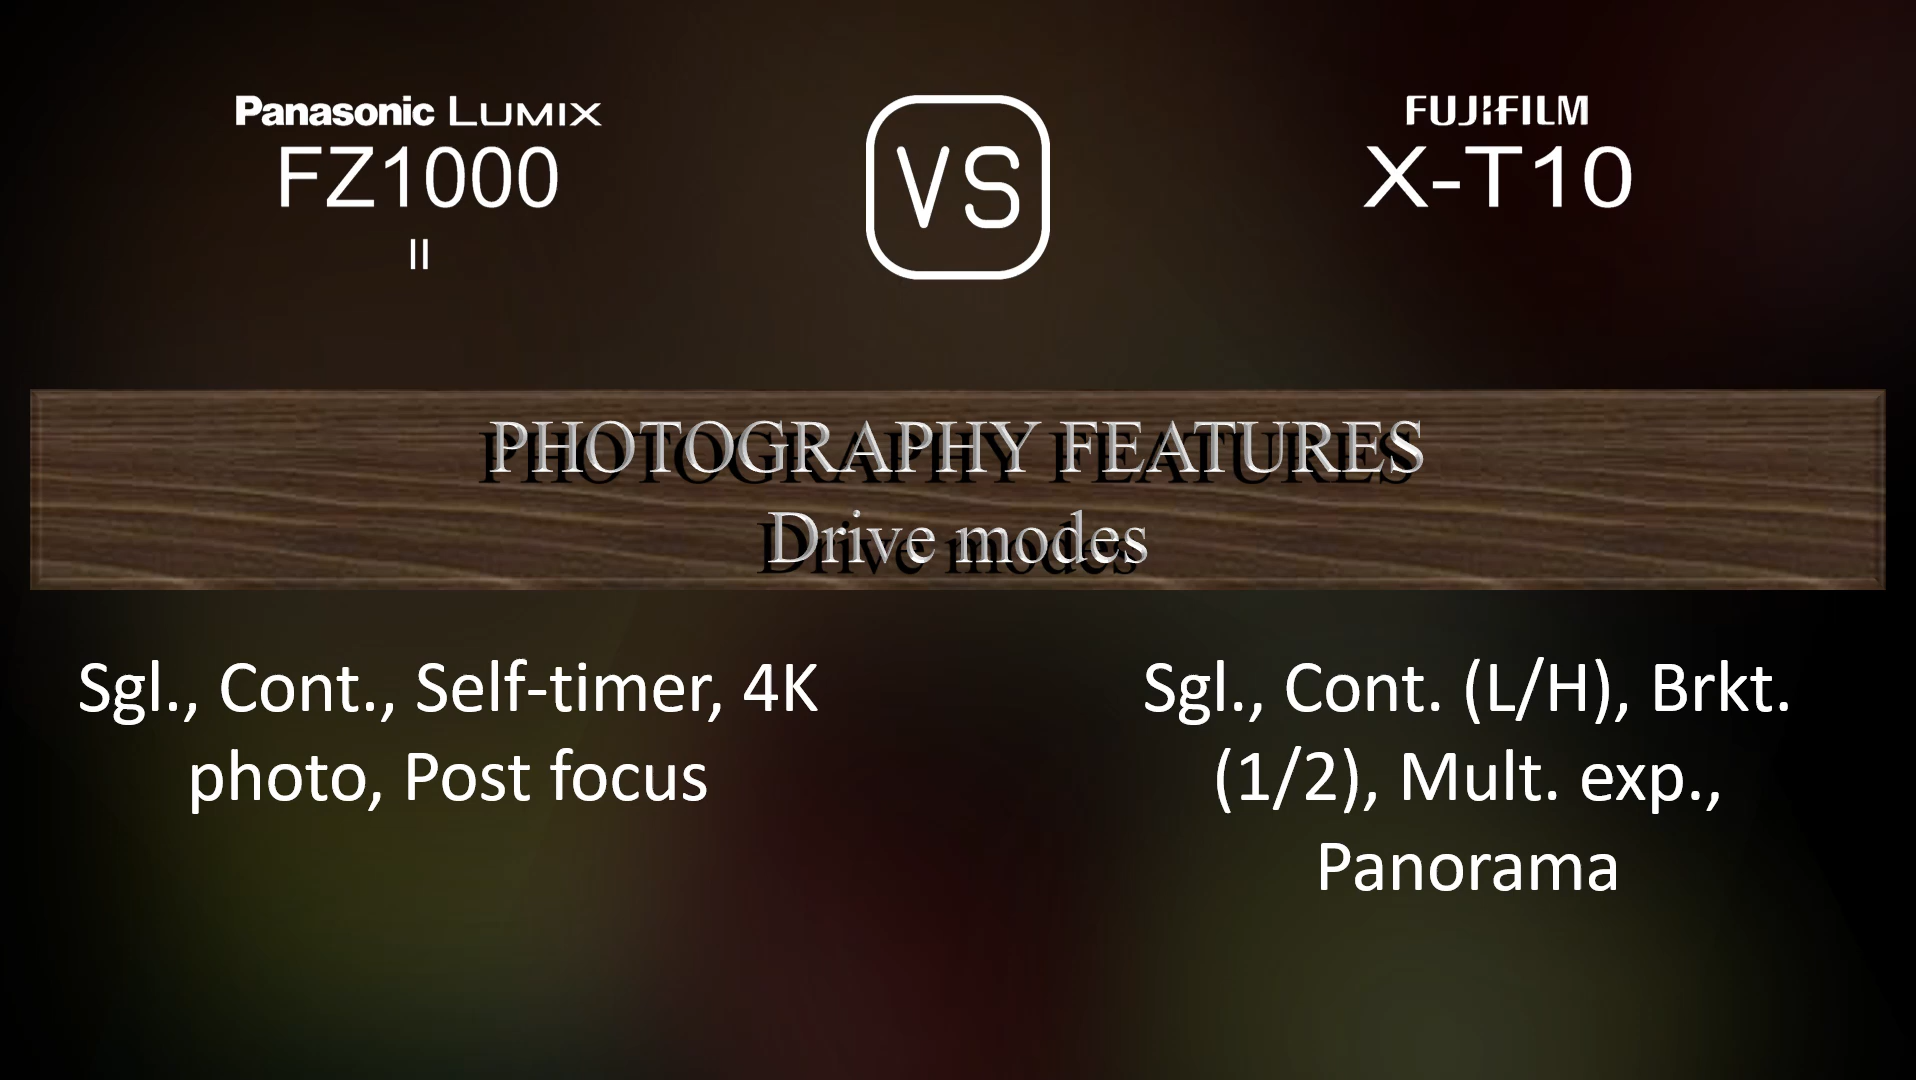 Panasonic LUMIX
FZ1000
II
VS
FUJIFILM
X-T10
PHOTOGRAPHY FEATURES
Drive modes
Sgl., Cont., Self-timer, 4K
photo, Post focus
Sgl., Cont. (L/H), Brkt.
(1/2), Mult. exp.,
Panorama